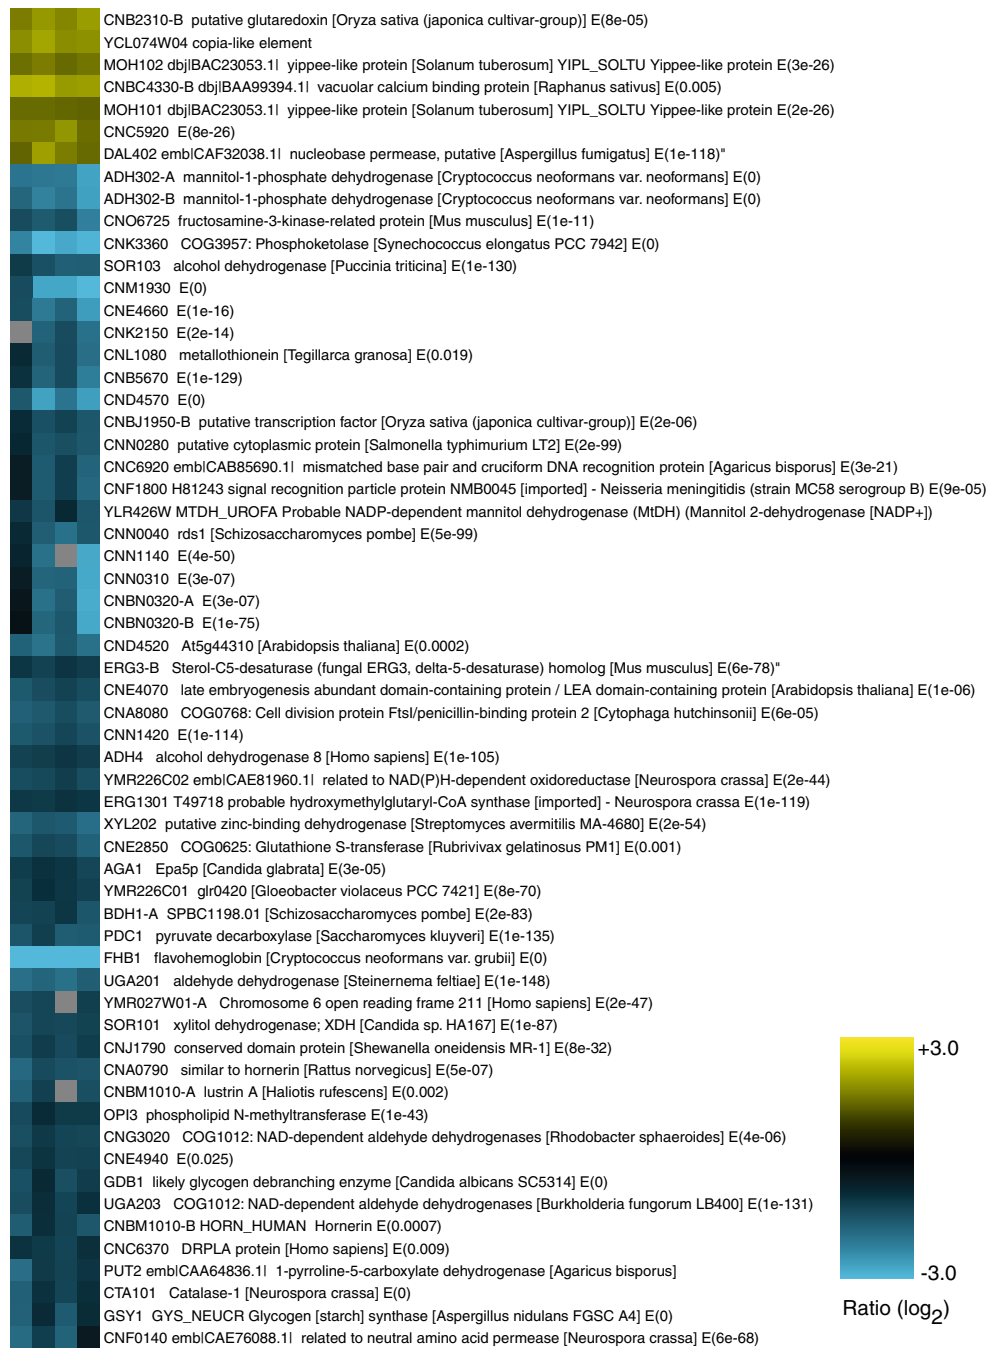 CNB2310-B putative glutaredoxin [Oryza sativa (japonica cultivar-group)] E(8e-05)
YCL074W04 copia-like element
MOH102 dbj|BAC23053.1| yippee-like protein [Solanum tuberosum] YIPL_SOLTU Yippee-like protein E(3e-26)
CNBC4330-B dbj|BAA99394.1| vacuolar calcium binding protein [Raphanus sativus] E(0.005)
MOH101 dbj|BAC23053.1| yippee-like protein [Solanum tuberosum] YIPL_SOLTU Yippee-like protein E(2e-26)
CNC5920 E(8e-26)
DAL402 emb|CAF32038.1| nucleobase permease, putative [Aspergillus fumigatus] E(1e-118)"
ADH302-A mannitol-1-phosphate dehydrogenase [Cryptococcus neoformans var. neoformans] E(0)
ADH302-B mannitol-1-phosphate dehydrogenase [Cryptococcus neoformans var. neoformans] E(0)
CNO6725 fructosamine-3-kinase-related protein [Mus musculus] E(1e-11)
CNK3360 COG3957: Phosphoketolase [Synechococcus elongatus PCC 7942] E(0)
SOR103 alcohol dehydrogenase [Puccinia triticina] E(1e-130)
CNM1930 E(0)
CNE4660 E(1e-16)
CNK2150 E(2e-14)
CNL1080 metallothionein [Tegillarca granosa] E(0.019)
CNB5670 E(1e-129)
CND4570 E(0)
CNBJ1950-B putative transcription factor [Oryza sativa (japonica cultivar-group)] E(2e-06)
CNN0280 putative cytoplasmic protein [Salmonella typhimurium LT2] E(2e-99)
CNC6920 emb|CAB85690.1| mismatched base pair and cruciform DNA recognition protein [Agaricus bisporus] E(3e-21)
CNF1800 H81243 signal recognition particle protein NMB0045 [imported] - Neisseria meningitidis (strain MC58 serogroup B) E(9e-05)
YLR426W MTDH_UROFA Probable NADP-dependent mannitol dehydrogenase (MtDH) (Mannitol 2-dehydrogenase [NADP+])
CNN0040 rds1 [Schizosaccharomyces pombe] E(5e-99)
CNN1140 E(4e-50)
CNN0310 E(3e-07)
CNBN0320-A E(3e-07)
CNBN0320-B E(1e-75)
CND4520 At5g44310 [Arabidopsis thaliana] E(0.0002)
ERG3-B Sterol-C5-desaturase (fungal ERG3, delta-5-desaturase) homolog [Mus musculus] E(6e-78)"
CNE4070 late embryogenesis abundant domain-containing protein / LEA domain-containing protein [Arabidopsis thaliana] E(1e-06)
CNA8080 COG0768: Cell division protein FtsI/penicillin-binding protein 2 [Cytophaga hutchinsonii] E(6e-05)
CNN1420 E(1e-114)
ADH4 alcohol dehydrogenase 8 [Homo sapiens] E(1e-105)
YMR226C02 emb|CAE81960.1| related to NAD(P)H-dependent oxidoreductase [Neurospora crassa] E(2e-44)
ERG1301 T49718 probable hydroxymethylglutaryl-CoA synthase [imported] - Neurospora crassa E(1e-119)
XYL202 putative zinc-binding dehydrogenase [Streptomyces avermitilis MA-4680] E(2e-54)
CNE2850 COG0625: Glutathione S-transferase [Rubrivivax gelatinosus PM1] E(0.001)
AGA1 Epa5p [Candida glabrata] E(3e-05)
YMR226C01 glr0420 [Gloeobacter violaceus PCC 7421] E(8e-70)
BDH1-A SPBC1198.01 [Schizosaccharomyces pombe] E(2e-83)
PDC1 pyruvate decarboxylase [Saccharomyces kluyveri] E(1e-135)
FHB1 flavohemoglobin [Cryptococcus neoformans var. grubii] E(0)
UGA201 aldehyde dehydrogenase [Steinernema feltiae] E(1e-148)
YMR027W01-A Chromosome 6 open reading frame 211 [Homo sapiens] E(2e-47)
SOR101 xylitol dehydrogenase; XDH [Candida sp. HA167] E(1e-87)
CNJ1790 conserved domain protein [Shewanella oneidensis MR-1] E(8e-32)
CNA0790 similar to hornerin [Rattus norvegicus] E(5e-07)
CNBM1010-A lustrin A [Haliotis rufescens] E(0.002)
OPI3 phospholipid N-methyltransferase E(1e-43)
CNG3020 COG1012: NAD-dependent aldehyde dehydrogenases [Rhodobacter sphaeroides] E(4e-06)
CNE4940 E(0.025)
GDB1 likely glycogen debranching enzyme [Candida albicans SC5314] E(0)
UGA203 COG1012: NAD-dependent aldehyde dehydrogenases [Burkholderia fungorum LB400] E(1e-131)
CNBM1010-B HORN_HUMAN Hornerin E(0.0007)
CNC6370 DRPLA protein [Homo sapiens] E(0.009)
PUT2 emb|CAA64836.1| 1-pyrroline-5-carboxylate dehydrogenase [Agaricus bisporus]
CTA101 Catalase-1 [Neurospora crassa] E(0)
GSY1 GYS_NEUCR Glycogen [starch] synthase [Aspergillus nidulans FGSC A4] E(0)
CNF0140 emb|CAE76088.1| related to neutral amino acid permease [Neurospora crassa] E(6e-68)
+3.0
-3.0
Ratio (log2)